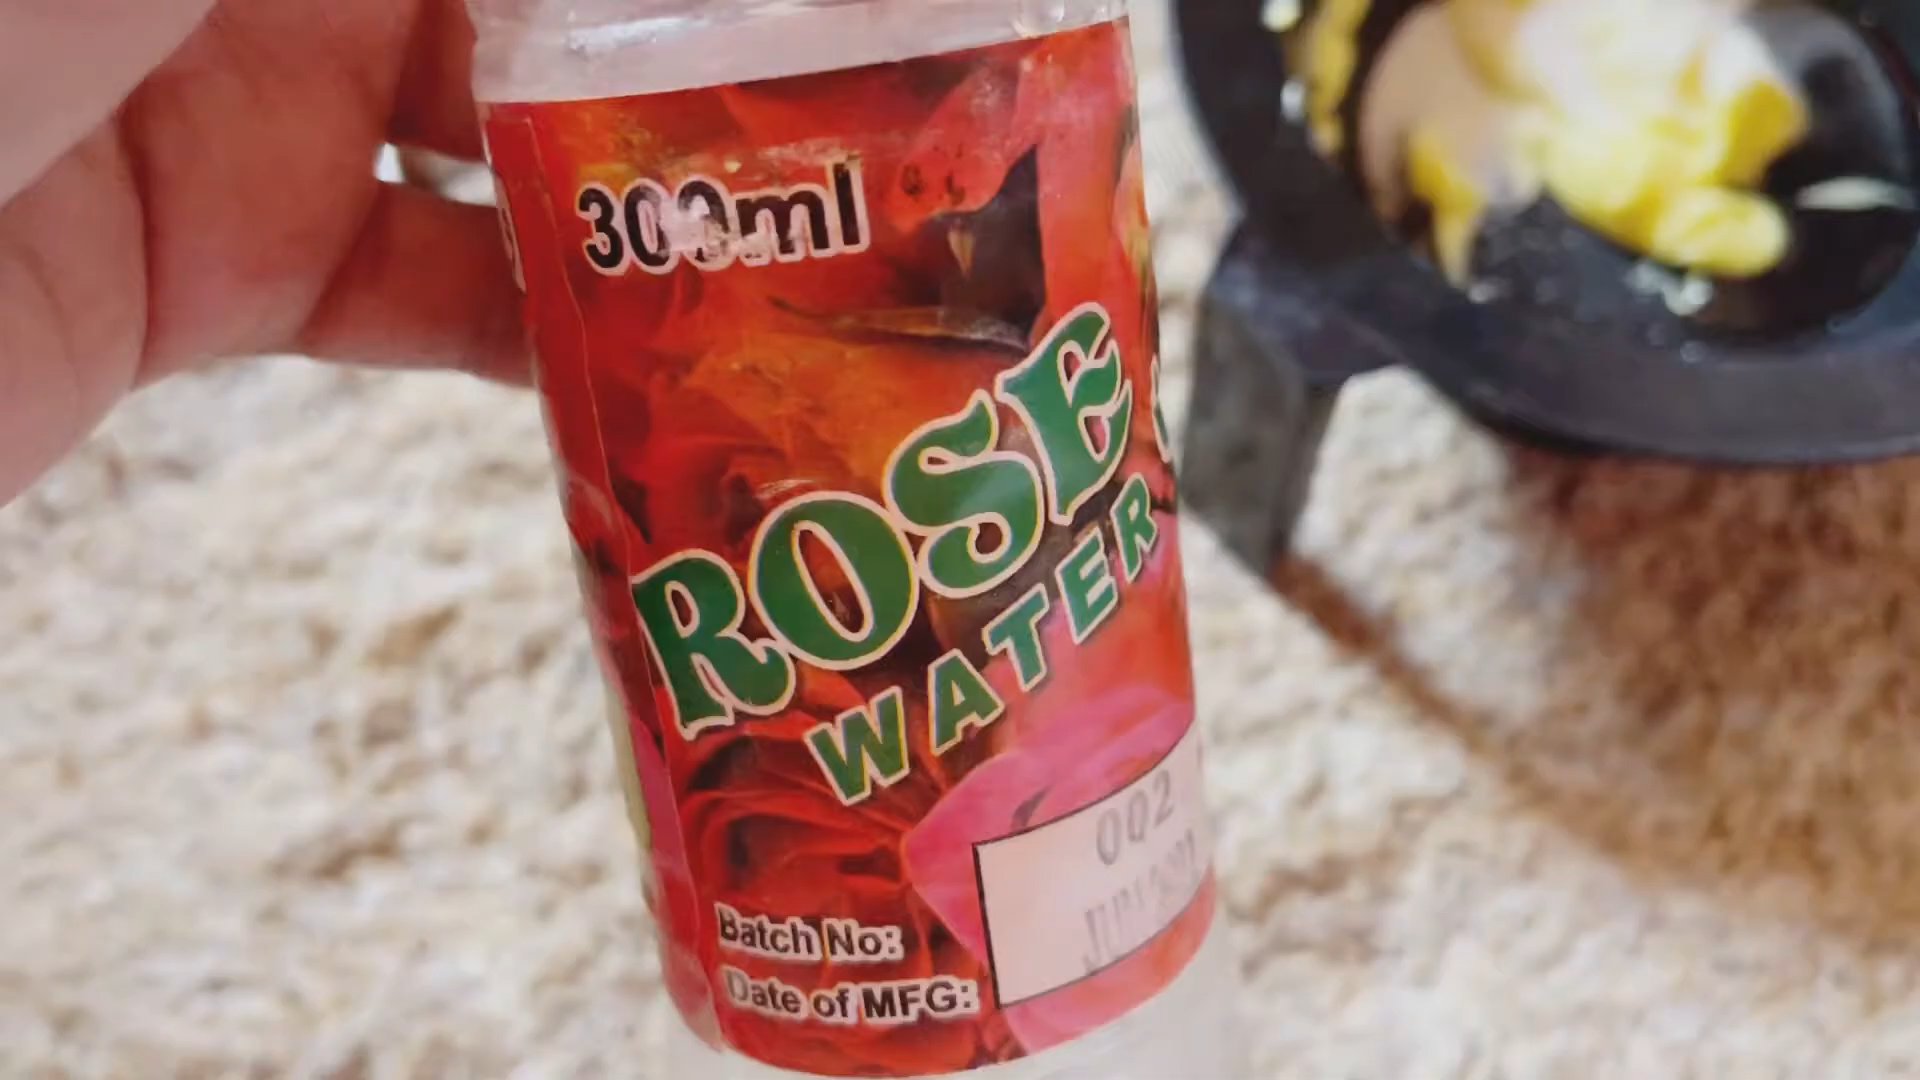 300ml
ROSE
WATER
002
Batch No:
Date of MFG: